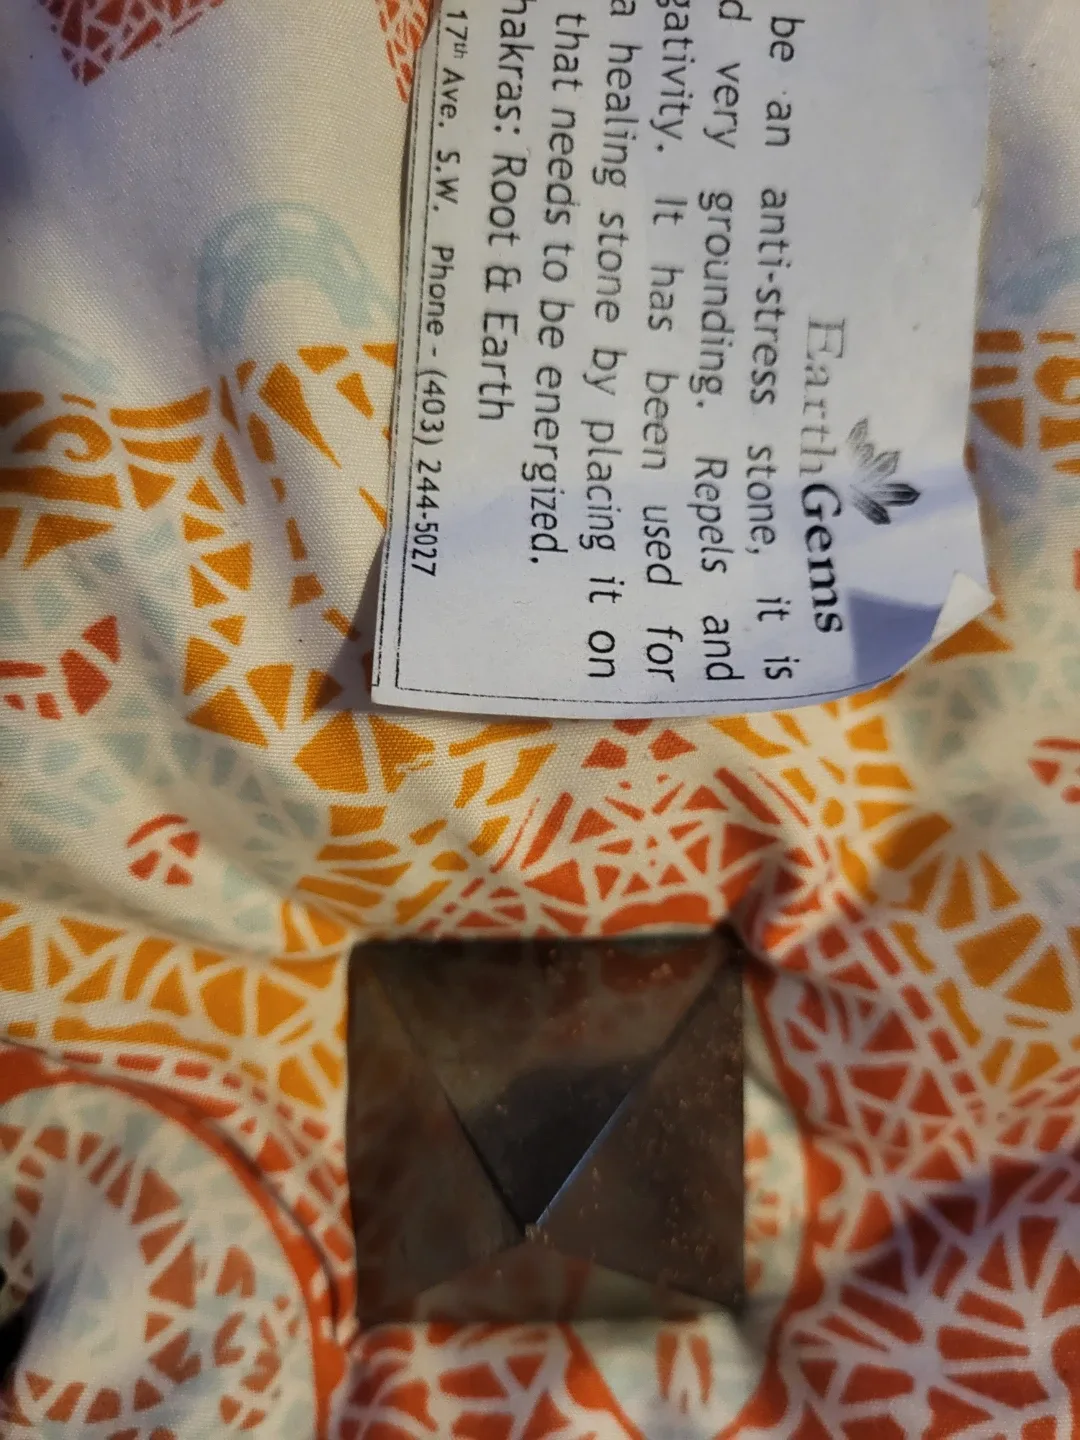 EarthGems
be an anti-stress stone, it is
d very grounding. Repels and
gativity. It has been used for
a healing stone by placing it on
that needs to be energized.
hakras: Root & Earth
17th Ave. S.W. Phone - (403) 244-5027